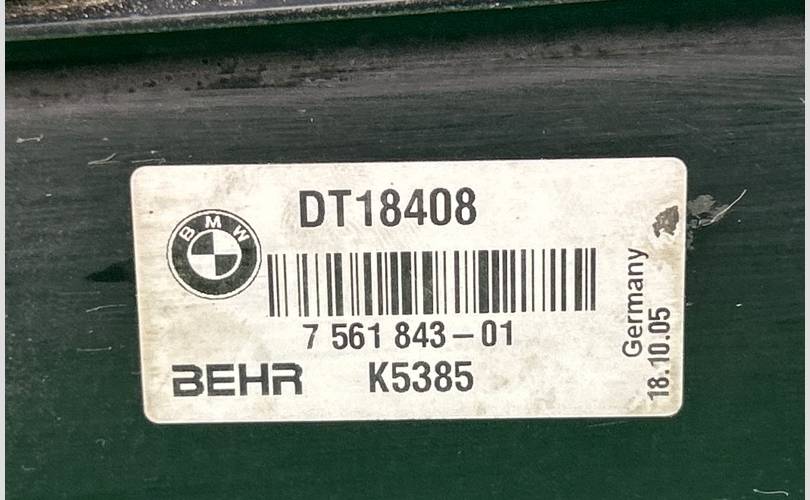 DT18408
BMW
7 561 843-01
BEHR K5385
Germany
18.10.05